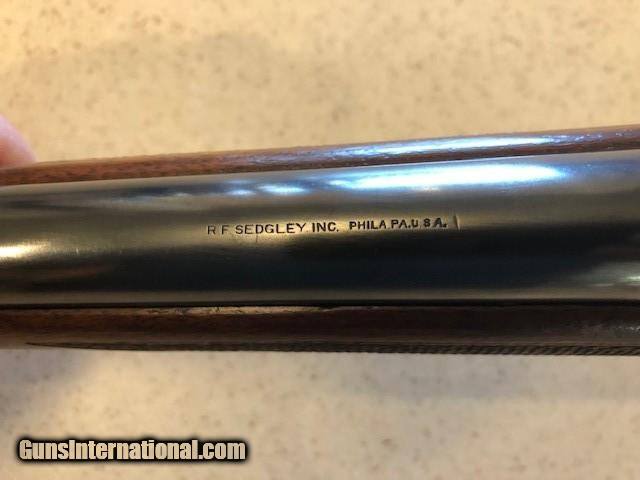 R F SEDGLEY INC. PHILA.PA.U.S.A.
GunsInternational.com